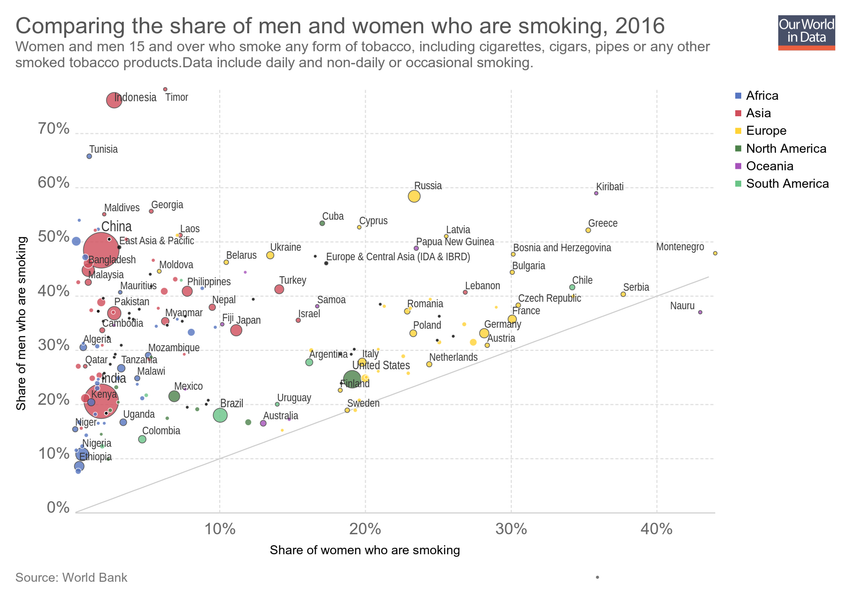 Comparing the share of men and women who are smoking, 2016
Our World
in Data
Women and men 15 and over who smoke any form of tobacco, including cigarettes, cigars, pipes or any other
smoked tobacco products.Data include daily and non-daily or occasional smoking.
Africa
Asia
Europe
North America
Oceania
South America
Share of men who are smoking
70%
60%
50%
40%
30%
20%
10%
0%
Indonesia
Timor
Tunisia
Russia
Kiribati
Maldives
Georgia
China
Laos
Cuba
Cyprus
Latvia
Greece
East Asia & Pacific
Papua New Guinea
Bosnia and Herzegovina
Montenegro
Bangladesh
Moldova
Belarus
Ukraine
Europe & Central Asia (IDA & IBRD)
Bulgaria
Malaysia
Mauritius
Philippines
Turkey
Lebanon
Chile
Serbia
Pakistan
Nepal
Samoa
Romania
Czech Republic
Nauru
Cambodia
Myanmar
Fiji
Japan
Israel
Poland
France
Germany
Algeria
Mozambique
Argentina
Italy
Austria
Qatar
Tanzania
United States
Netherlands
India
Malawi
Finland
Kenya
Mexico
Brazil
Uruguay
Sweden
Niger
Uganda
Australia
Nigeria
Colombia
Ethiopia
10%
20%
30%
40%
Share of women who are smoking
Source: World Bank